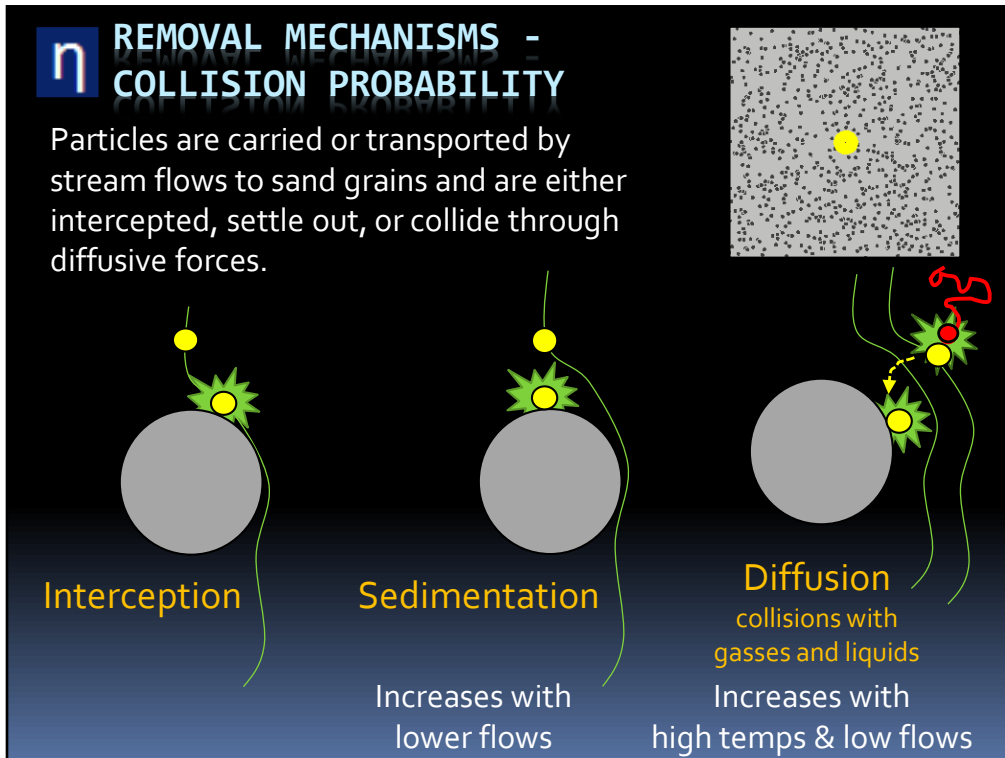 η
REMOVAL MECHANISMS -
COLLISION PROBABILITY
Particles are carried or transported by
stream flows to sand grains and are either
intercepted, settle out, or collide through
diffusive forces.
Interception
Sedimentation
Diffusion
collisions with
gasses and liquids
Increases with
lower flows
Increases with
high temps & low flows